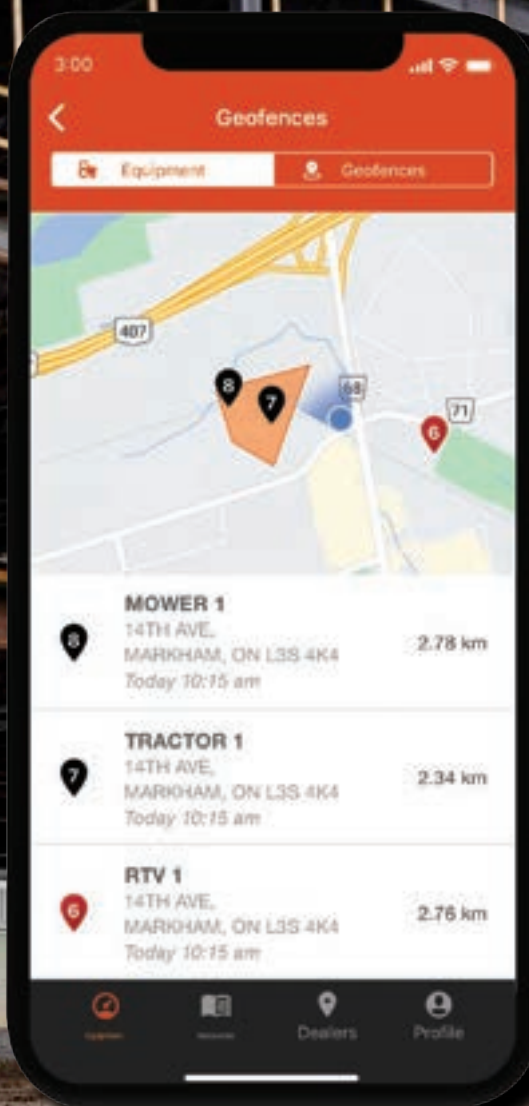 3:00
Geofences
Equipment
Geofences
407
8
7
68
71
6
8
MOWER 1
14TH AVE,
MARKHAM, ON L3S 4K4
Today 10:15 am
2.78 km
7
TRACTOR 1
14TH AVE,
MARKHAM, ON L3S 4K4
Today 10:15 am
2.34 km
6
RTV 1
14TH AVE,
MARKHAM, ON L3S 4K4
Today 10:15 am
2.76 km
Dealers
Profile